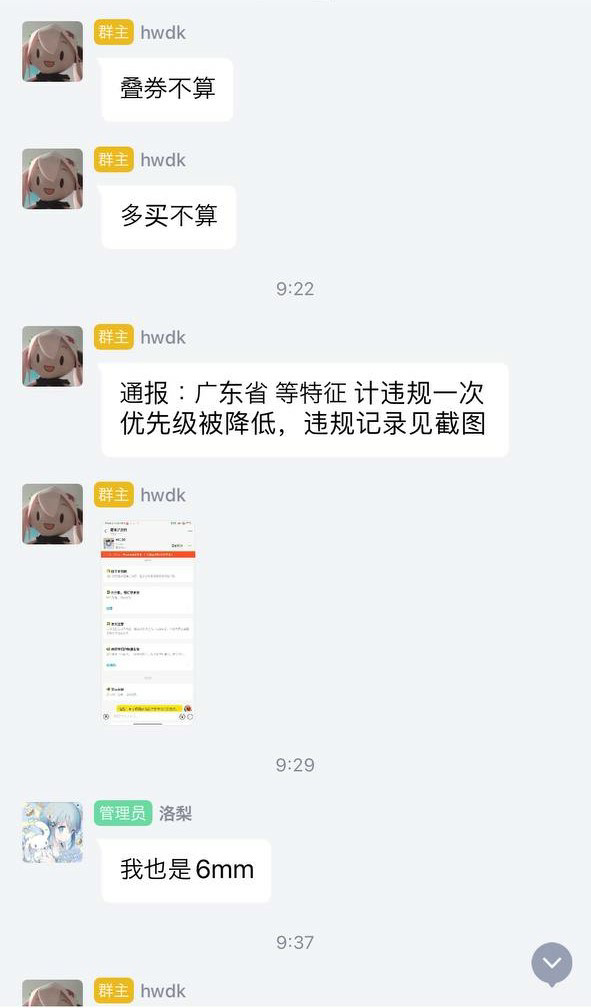 群主 hwdk
叠券不算
群主 hwdk
多买不算
9:22
群主 hwdk
通报：广东省 等特征 计违规一次
优先级被降低，违规记录见截图
群主 hwdk
9:29
管理员 洛梨
我也是6mm
9:37
群主 hwdk